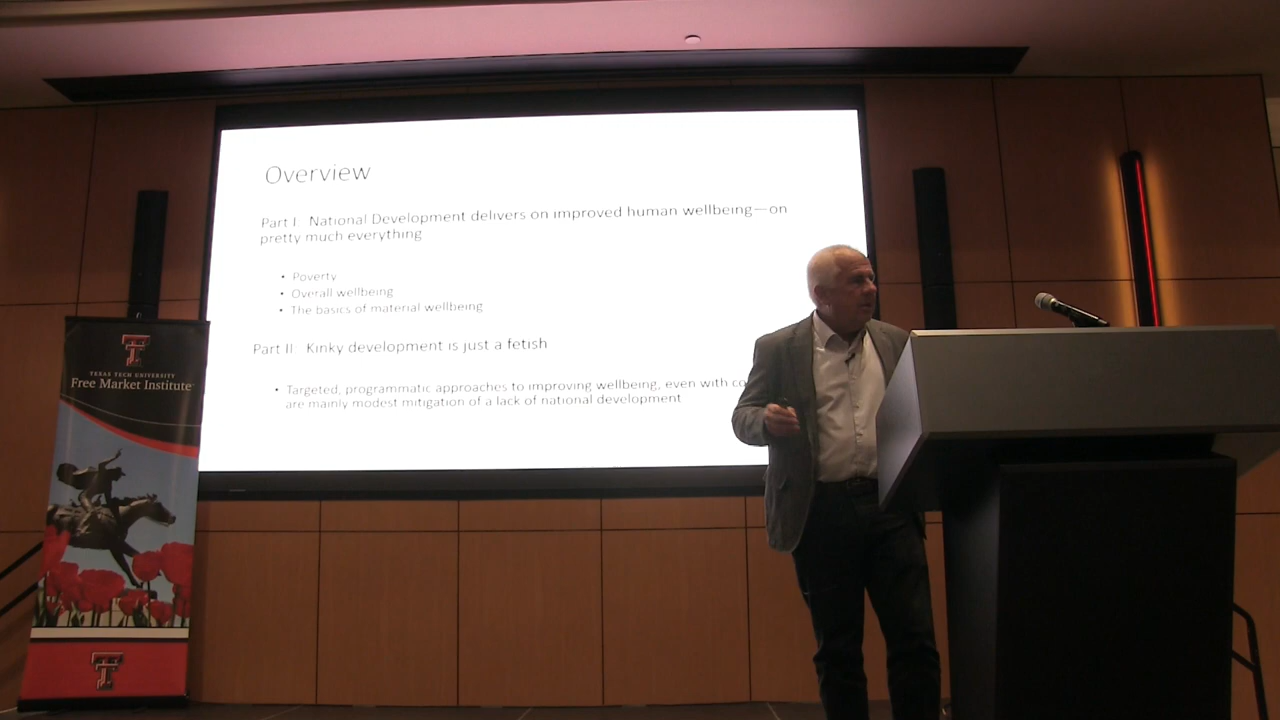 Overview
Part I National Development delivers on improved human wellbeing—on
pretty much everything
• Poverty
• Overall wellbeing
• The basics of material wellbeing
Part II Kinky development is just a fetish
• Targeted, programmatic approaches to improving wellbeing, even with
are mainly modest mitigation of a lack of national development
TEXAS TECH UNIVERSITY
Free Market Institute